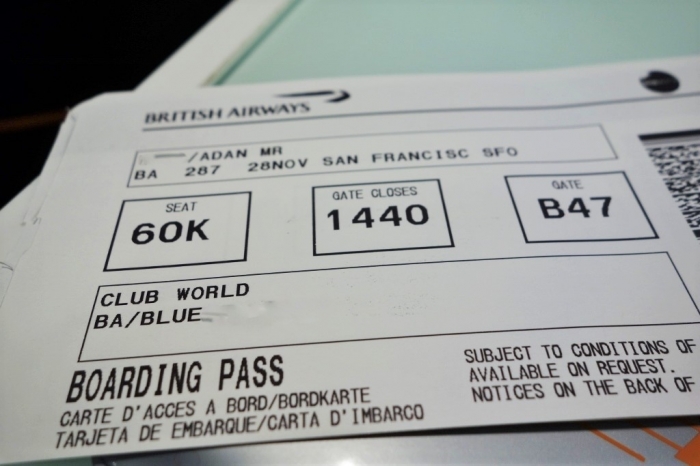 BRITISH AIRWAYS
/ADAN MR
BA 287 28NOV SAN FRANCISC SFO
SEAT
60K
GATE CLOSES
1440
GATE
B47
CLUB WORLD
BA/BLUE
BOARDING PASS
CARTE D'ACCES A BORD/BORDKARTE
TARJETA DE EMBARQUE/CARTA D'IMBARCO
SUBJECT TO CONDITIONS OF
AVAILABLE ON REQUEST.
NOTICES ON THE BACK OF